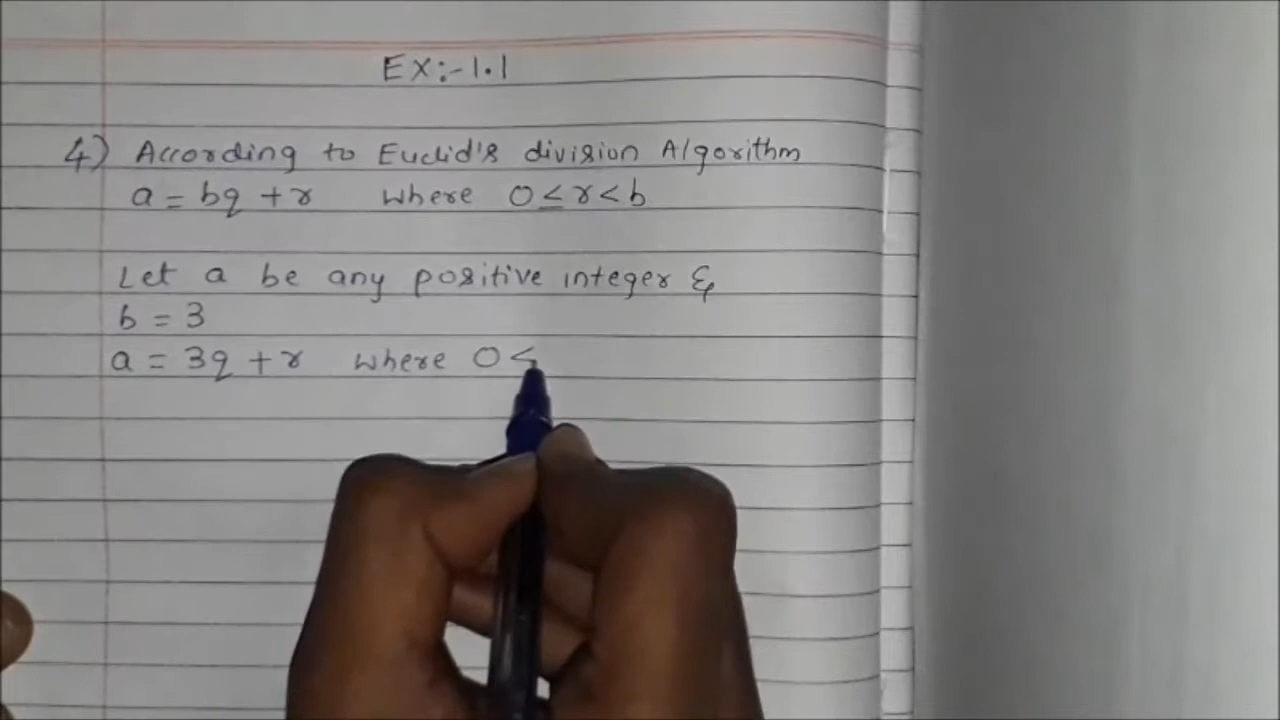 EX:-1.1
4) According to Euclid's division Algorithm
a = bq + r where 0 ≤ r < b
Let a be any positive integer &
b = 3
a = 3q + r where 0 <